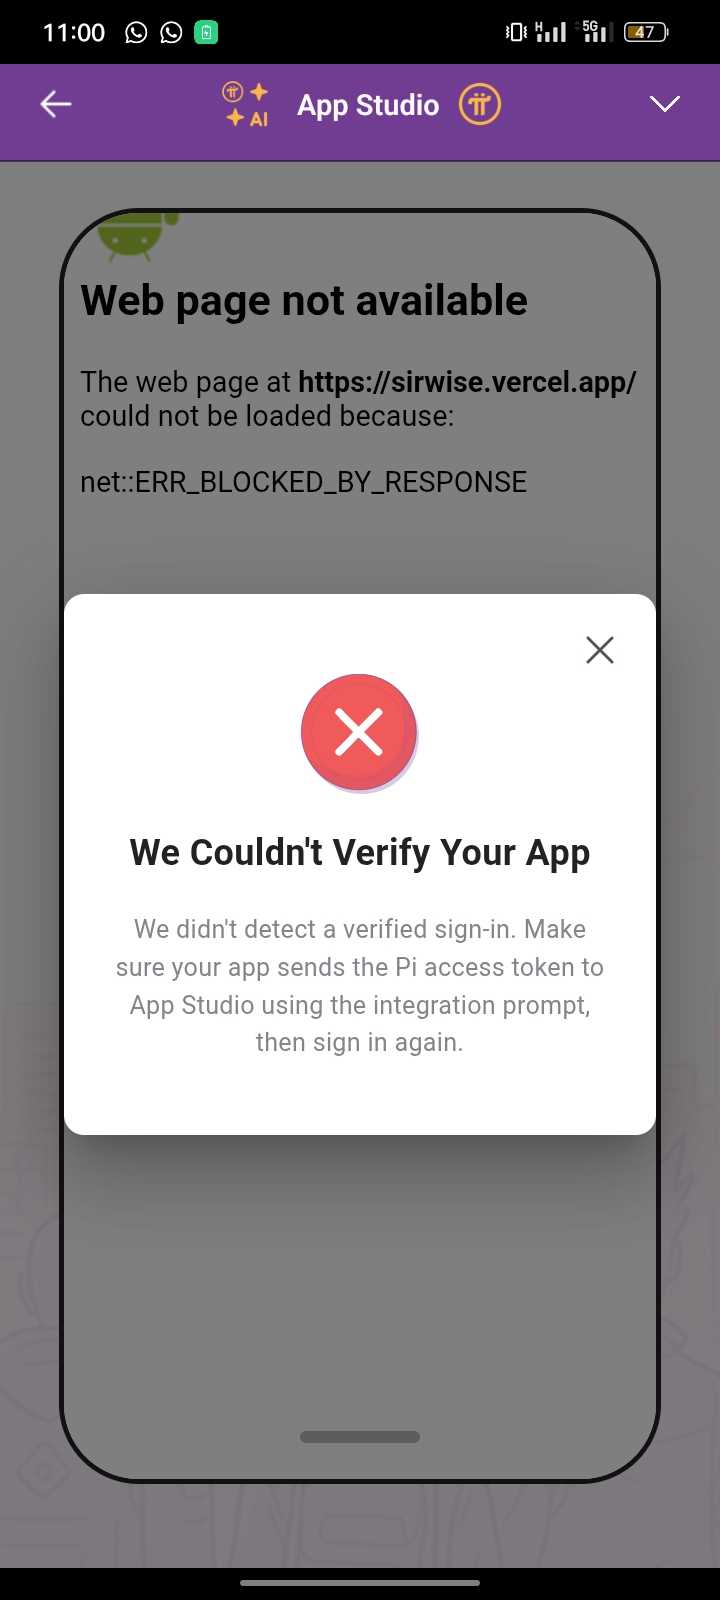 11:00
H
5G
47
AI
App Studio
Web page not available
The web page at https://sirwise.vercel.app/
could not be loaded because:
net::ERR_BLOCKED_BY_RESPONSE
We Couldn't Verify Your App
We didn't detect a verified sign-in. Make
sure your app sends the Pi access token to
App Studio using the integration prompt,
then sign in again.